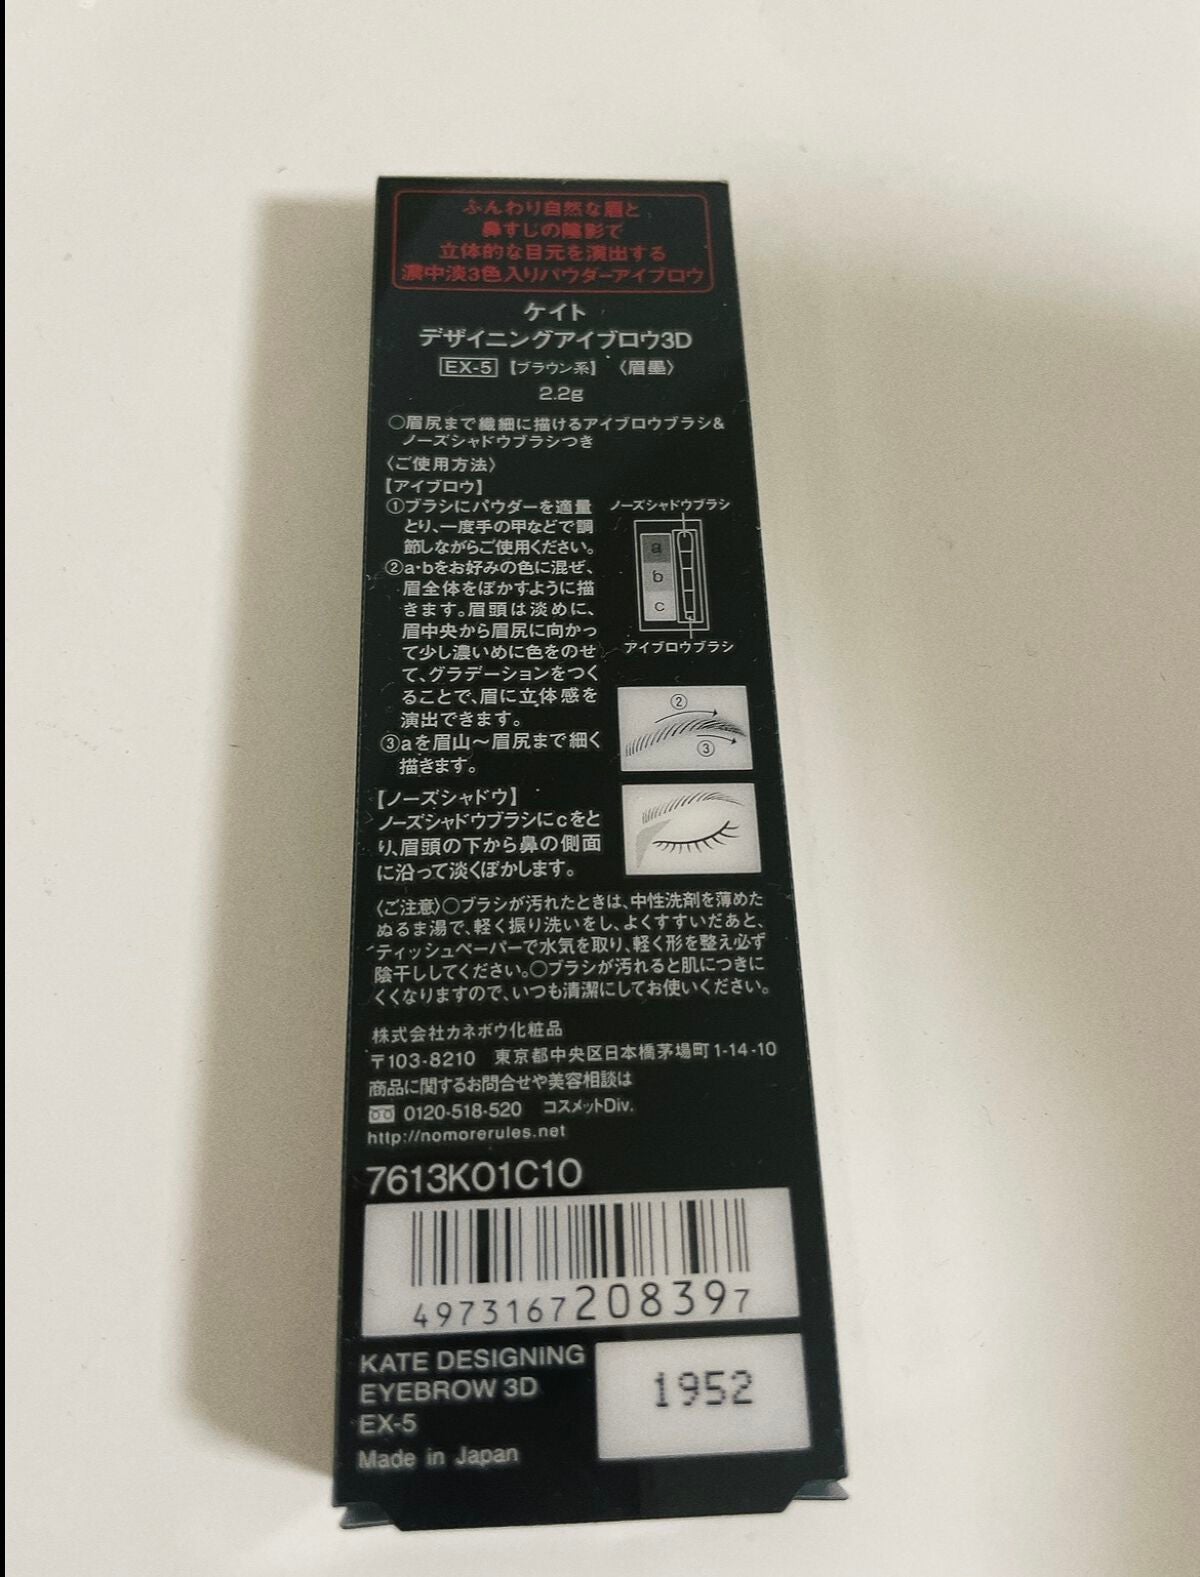 ふんわり自然な眉と
鼻すじの陰影で
立体的な目元を演出する
濃中淡3色入りパウダーアイブロウ
ケイト
デザイニングアイブロウ3D
EX-5【ブラウン系】〈眉墨〉
2.2g
○眉尻まで繊細に描けるアイブロウブラシ&
ノーズシャドウブラシつき
〈ご使用方法〉
【アイブロウ】
①ブラシにパウダーを適量
とり、一度手の甲などで調
節しながらご使用ください。
②a・bをお好みの色に混ぜ、
眉全体をぼかすように描
きます。眉頭は淡めに、
眉中央から眉尻に向かっ
て少し濃いめに色をのせ
て、グラデーションをつく
ることで、眉に立体感を
演出できます。
③aを眉山〜眉尻まで細く
描きます。
ノーズシャドウブラシ
a
b
c
アイブロウブラシ
②
③
【ノーズシャドウ】
ノーズシャドウブラシにcをと
り、眉頭の下から鼻の側面
に沿って淡くぼかします。
〈ご注意〉○ブラシが汚れたときは、中性洗剤を薄めた
ぬるま湯で、軽く振り洗いをし、よくすすいだあと、
ティッシュペーパーで水気を取り、軽く形を整え必ず
陰干ししてください。○ブラシが汚れると肌につきに
くくなりますので、いつも清潔にしてお使いください。
株式会社カネボウ化粧品
〒103-8210 東京都中央区日本橋茅場町1-14-10
商品に関するお問合せや美容相談は
0120-518-520 コスメットDiv.
http://nomorerules.net
7613K01C10
4973167208397
KATE DESIGNING
EYEBROW 3D
EX-5
Made in Japan
1952